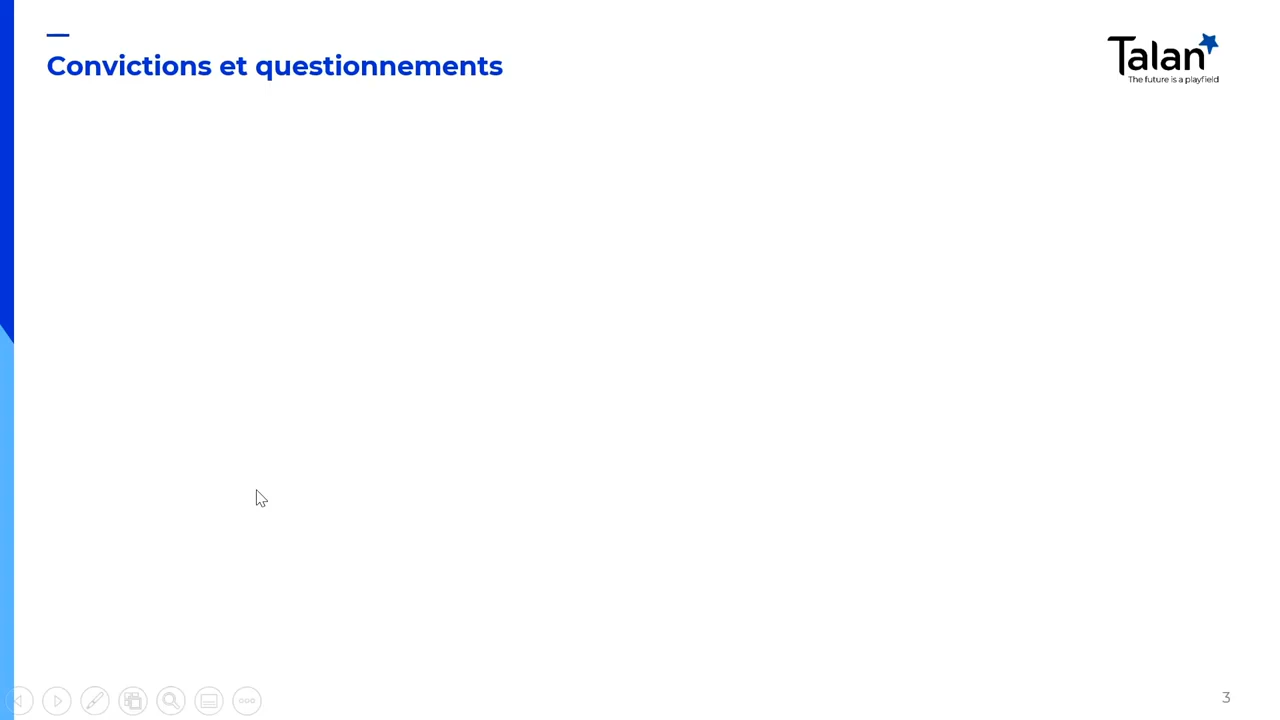 Convictions et questionnements
Talan
The future is a playfield
3